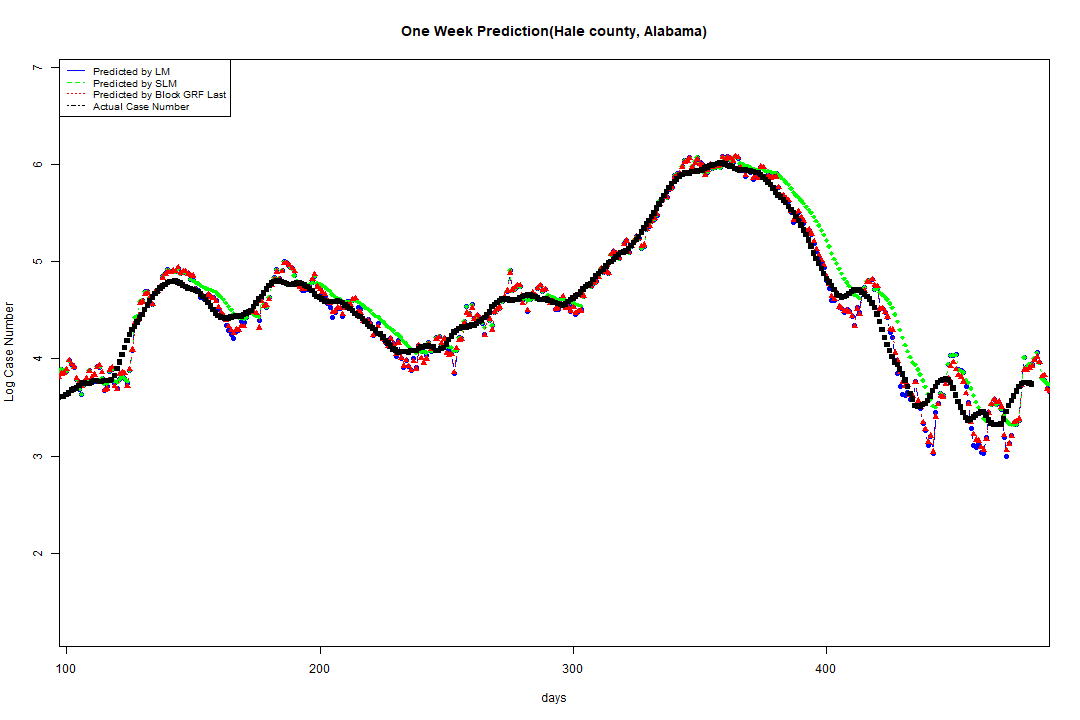 One Week Prediction(Hale county, Alabama)
Predicted by LM
Predicted by SLM
Predicted by Block GRF Last
Actual Case Number
7
6
5
4
3
2
Log Case Number
100
200
300
400
days